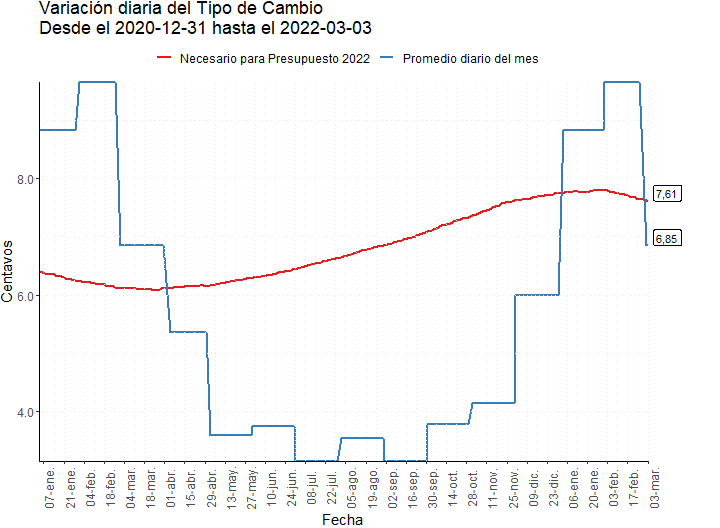 Variación diaria del Tipo de Cambio
Desde el 2020-12-31 hasta el 2022-03-03
Necesario para Presupuesto 2022
Promedio diario del mes
Centavos
8.0
6.0
4.0
7,61
6,85
07-ene.
21-ene.
04-feb.
18-feb.
04-mar.
18-mar.
01-abr.
15-abr.
29-abr.
13-may.
27-may.
10-jun.
24-jun.
08-jul.
22-jul.
05-ago.
19-ago.
02-sep.
16-sep.
30-sep.
14-oct.
28-oct.
11-nov.
25-nov.
09-dic.
23-dic.
06-ene.
20-ene.
03-feb.
17-feb.
03-mar.
Fecha